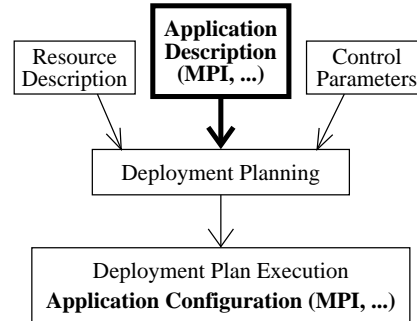 Resource
Description
Application
Description
(MPI, ...)
Control
Parameters
Deployment Planning
Deployment Plan Execution
Application Configuration (MPI, ...)